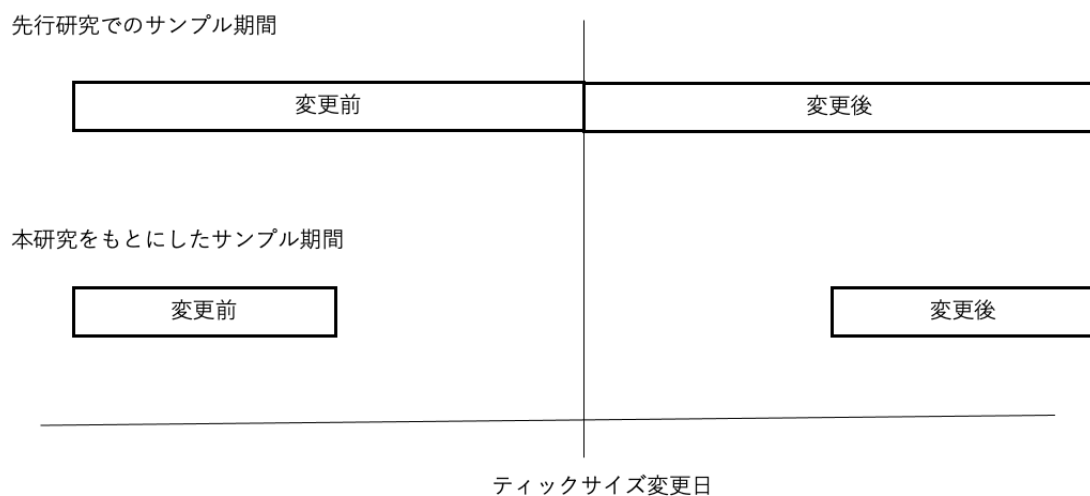 先行研究でのサンプル期間
変更前
変更後
本研究をもとにしたサンプル期間
変更前
変更後
ティックサイズ変更日